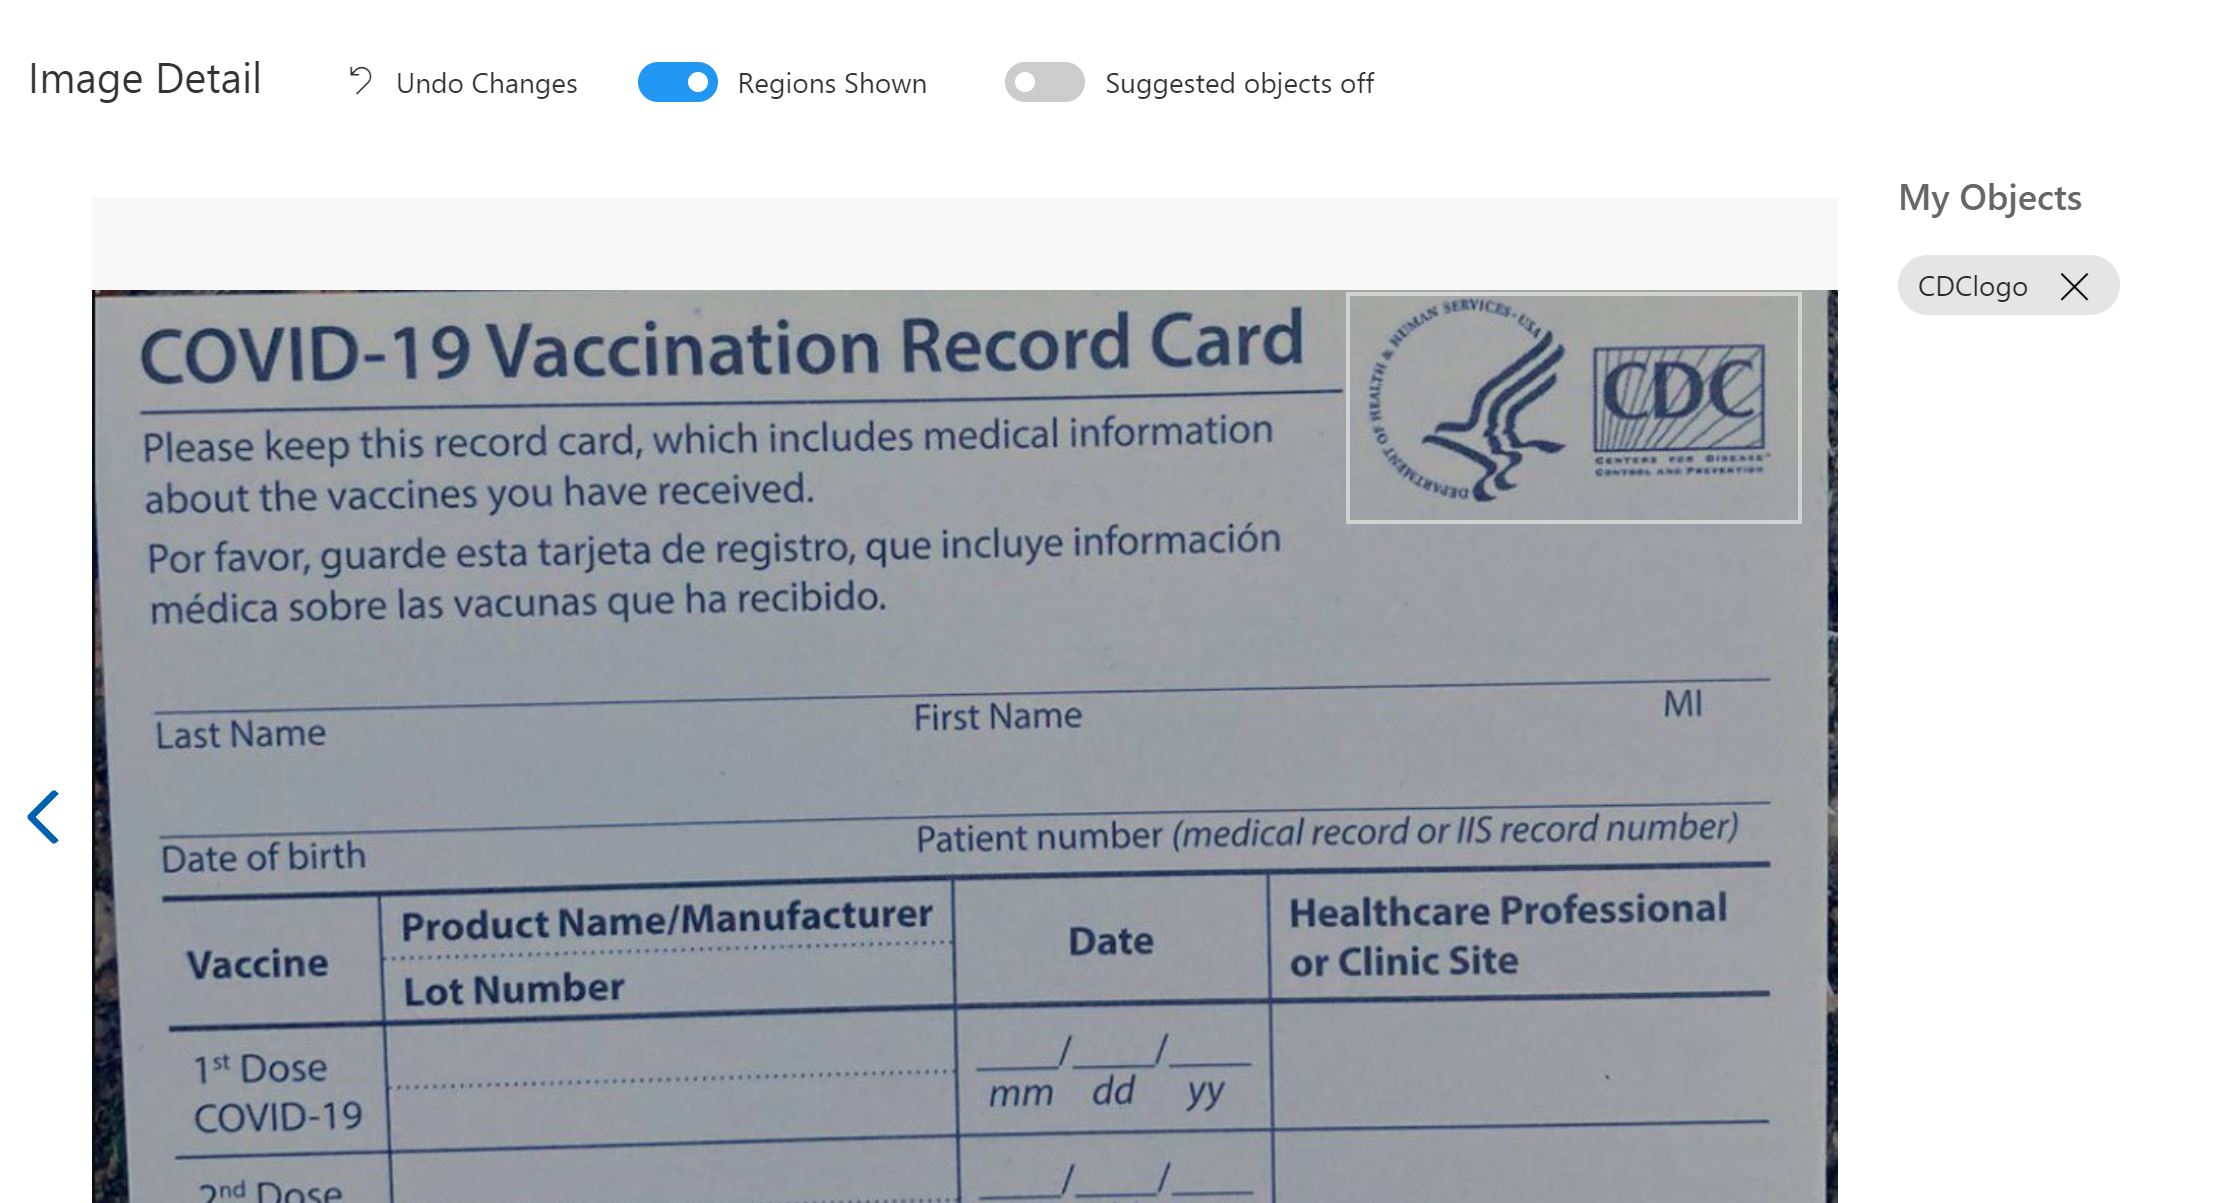 Image Detail
Undo Changes
Regions Shown
Suggested objects off
My Objects
CDClogo
COVID-19 Vaccination Record Card
DEPARTMENT OF HEALTH & HUMAN SERVICES • USA
CDC
CENTERS FOR DISEASE™
CONTROL AND PREVENTION
Please keep this record card, which includes medical information
about the vaccines you have received.
Por favor, guarde esta tarjeta de registro, que incluye información
médica sobre las vacunas que ha recibido.
Last Name First Name MI
Date of birth Patient number (medical record or IIS record number)
Vaccine
Product Name/Manufacturer
Lot Number
Date
Healthcare Professional
or Clinic Site
1st Dose
COVID-19
___/___/___
mm dd yy
2nd Dose
___/___/___